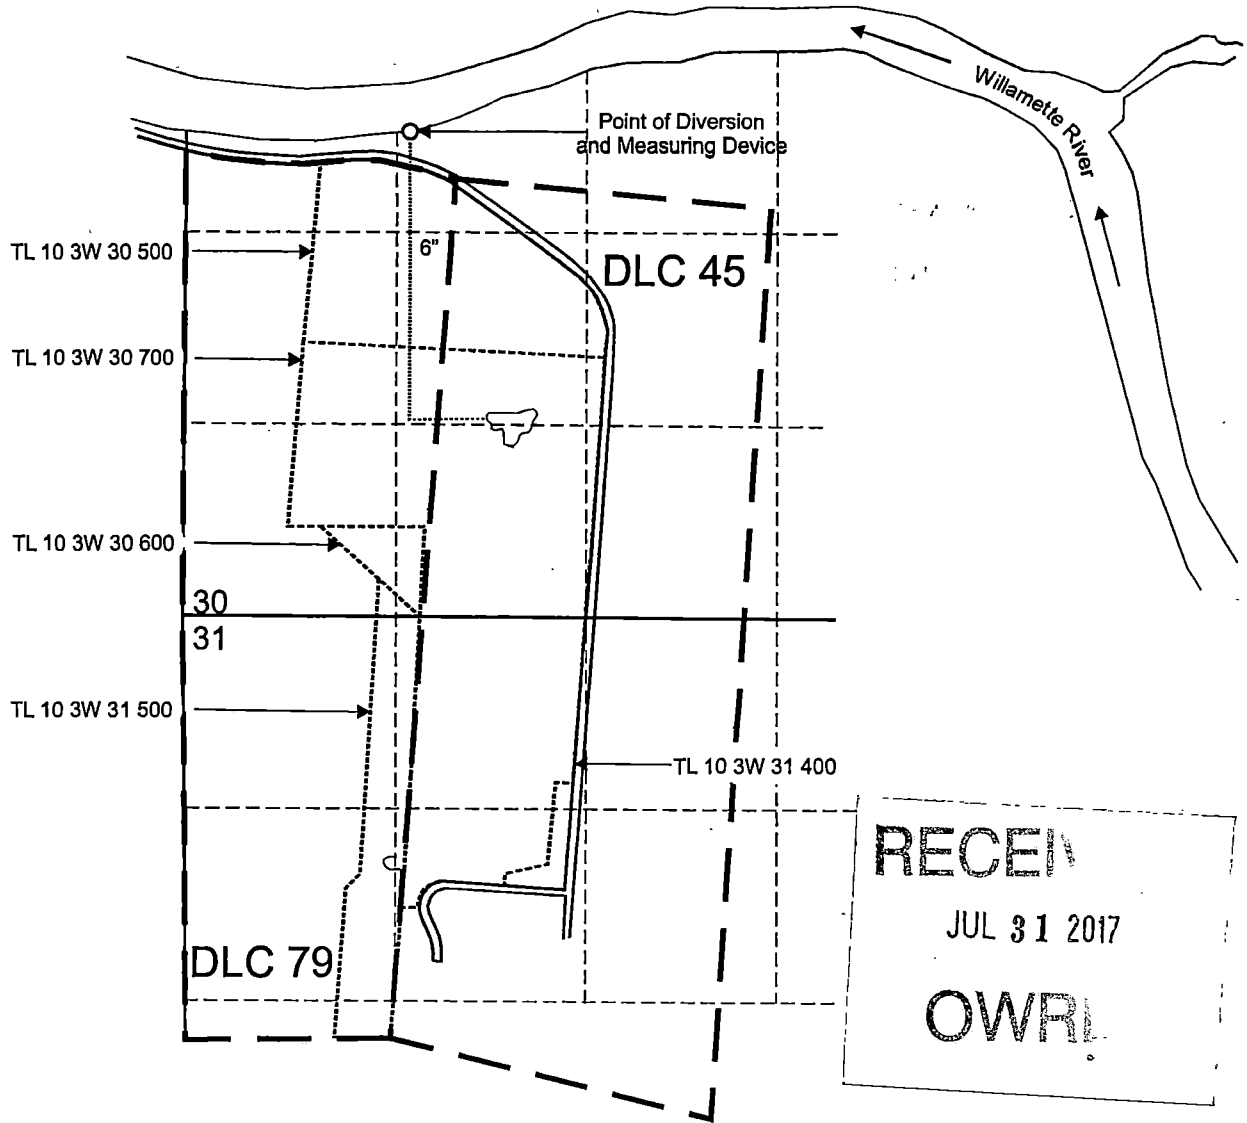 Willamette River
Point of Diversion
and Measuring Device
TL 10 3W 30 500
6"
DLC 45
TL 10 3W 30 700
TL 10 3W 30 600
30
31
TL 10 3W 31 500
TL 10 3W 31 400
DLC 79
RECEIV
JUL 31 2017
OWRD